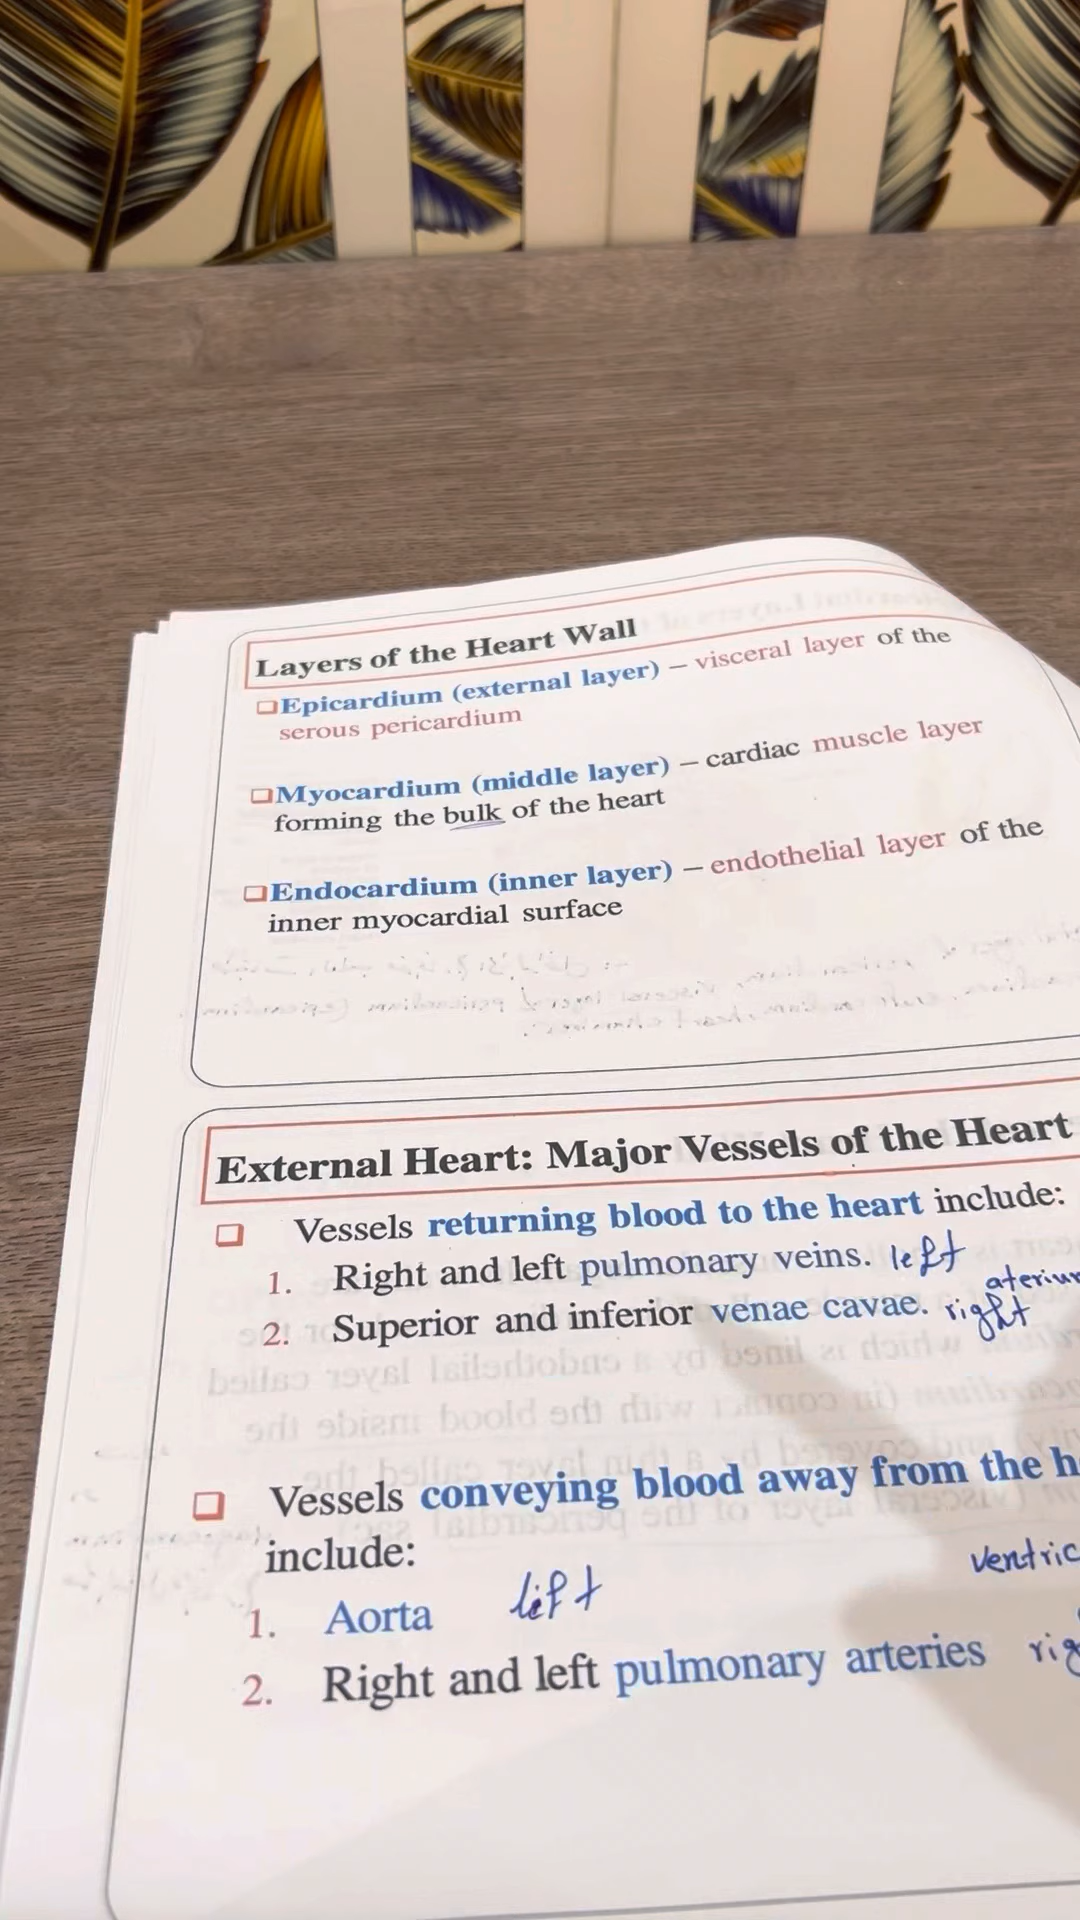 Layers of the Heart Wall
Epicardium (external layer) – visceral layer of the
serous pericardium
Myocardium (middle layer) – cardiac muscle layer
forming the bulk of the heart
Endocardium (inner layer) – endothelial layer of the
inner myocardial surface
External Heart: Major Vessels of the Heart
Vessels returning blood to the heart include:
1. Right and left pulmonary veins. left
aterium
2. Superior and inferior venae cavae. right
Vessels conveying blood away from the h
include:
ventric
1. Aorta left
2. Right and left pulmonary arteries rig